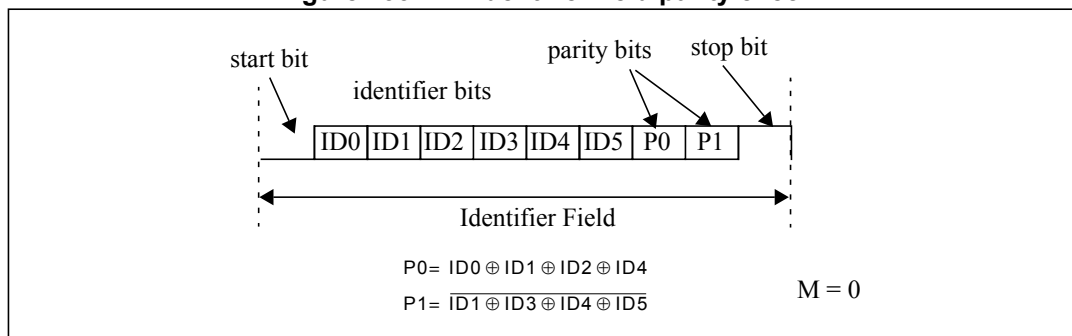 start bit
identifier bits
parity bits
stop bit
ID0 ID1 ID2 ID3 ID4 ID5 P0 P1
Identifier Field
P0= ID0 ⊕ ID1 ⊕ ID2 ⊕ ID4
P1= ID1 ⊕ ID3 ⊕ ID4 ⊕ ID5
M = 0